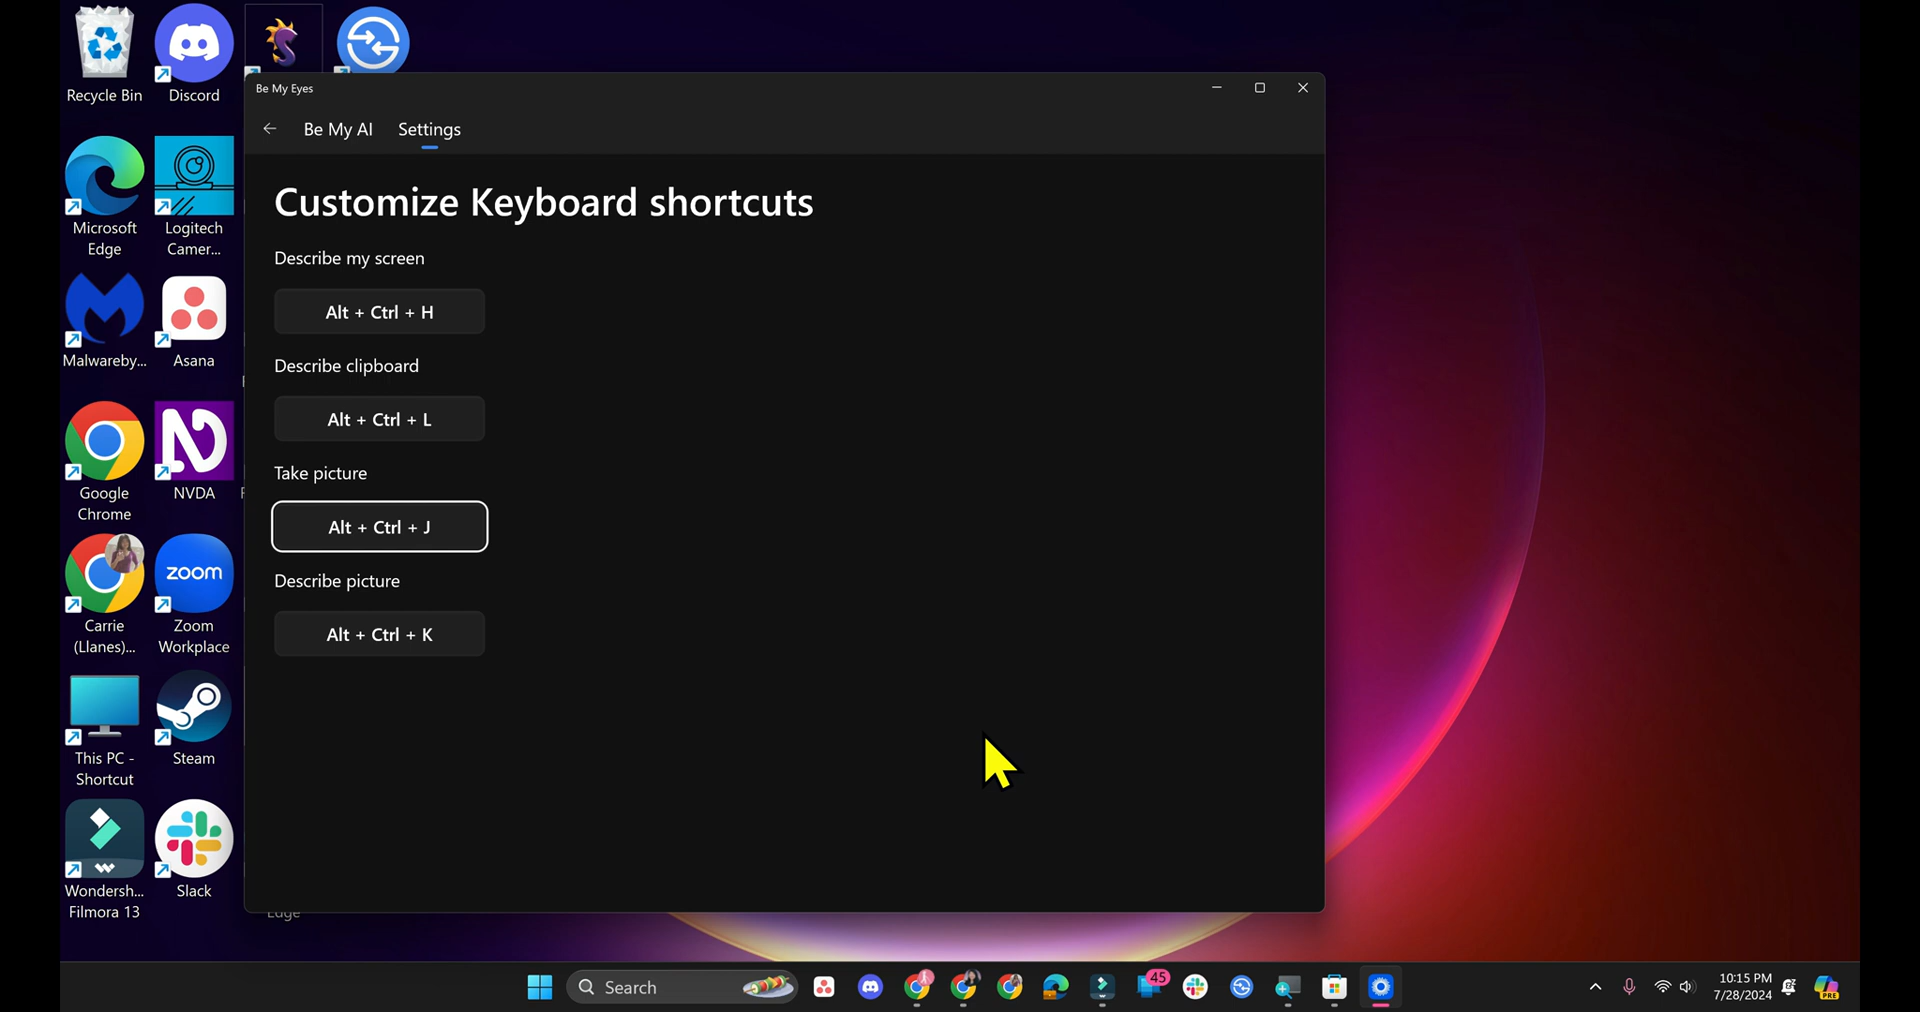 Recycle Bin
Discord
Microsoft
Edge
Logitech
Camer...
Malwareby...
Asana
Google
Chrome
NVDA
Carrie
(Llanes)...
zoom
Zoom
Workplace
This PC -
Shortcut
Steam
Wondersh...
Filmora 13
Slack
Edge
Be My Eyes
Be My AI
Settings
Customize Keyboard shortcuts
Describe my screen
Alt + Ctrl + H
Describe clipboard
Alt + Ctrl + L
Take picture
Alt + Ctrl + J
Describe picture
Alt + Ctrl + K
Search
45
10:15 PM
7/28/2024
PRE